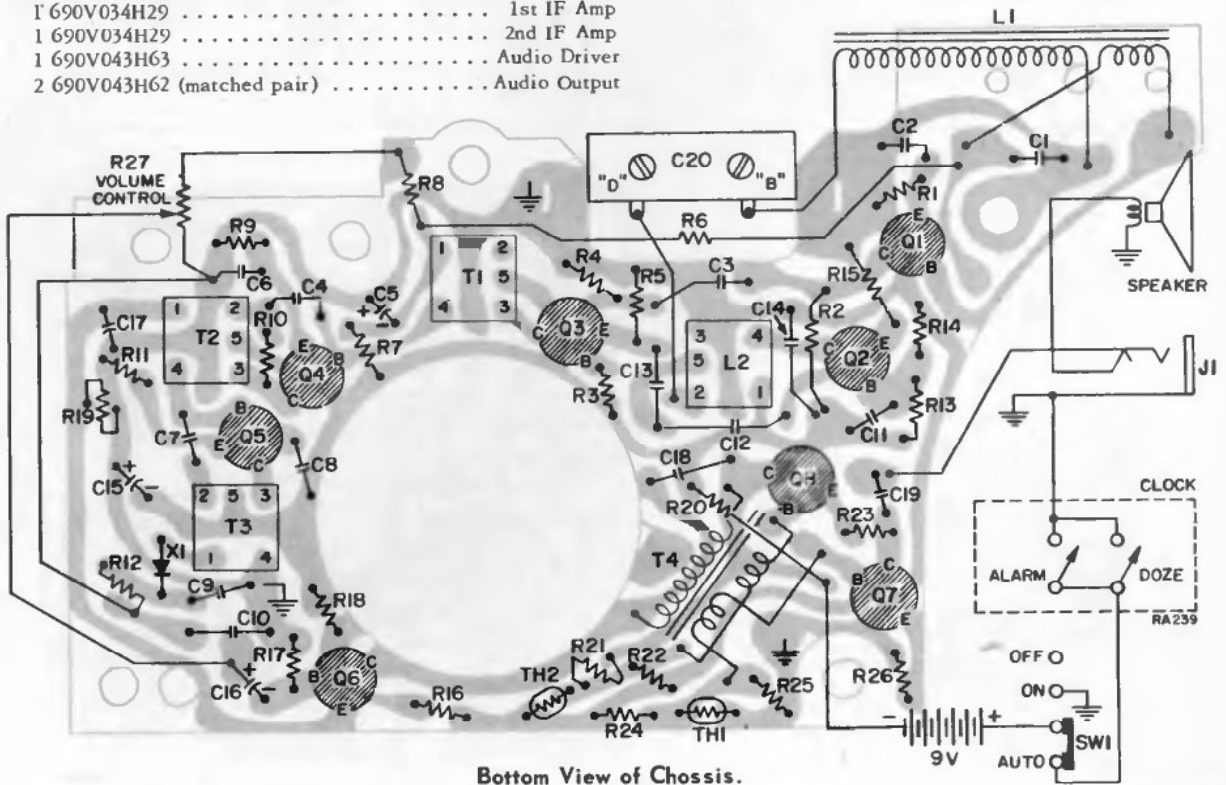 1 690V034H29 . . . . . . . . . . . . . . . . . . . . . 1st IF Amp
1 690V034H29 . . . . . . . . . . . . . . . . . . . . . 2nd IF Amp
1 690V043H63 . . . . . . . . . . . . . . . . . . . Audio Driver
2 690V043H62 (matched pair) . . . . . . . . . . . . Audio Output
L1
R27
VOLUME
CONTROL
R8
"D" C20 "B"
C2
C1
R1
R9
R6
E
Q1
C
B
C6
C4
1 2
T1 5
4 3
R4
R5
C3
R15
SPEAKER
C17
1 2
T2 5
4 3
R10
C5
+
-
R7
Q3
C E
B
C14
R2
R14
R11
E
B
Q4
C
3 4
5 L2
2 1
E
C Q2
B
J1
R19
R3
C13
R13
C7
B
Q5
E
C
C8
C12
C11
C15
+
-
C18
C
Q8
E
B
C19
CLOCK
2 5 3
T3
1 4
R20
R23
X1
T4
ALARM
DOZE
R12
C9
C
B
Q7
E
RA239
C10
R18
R17
R21
R22
OFF
C16
+
-
B Q6 C
E
TH2
R25
R26
ON
R16
R24
TH1
- +
9V
SW1
AUTO
Bottom View of Chossis.